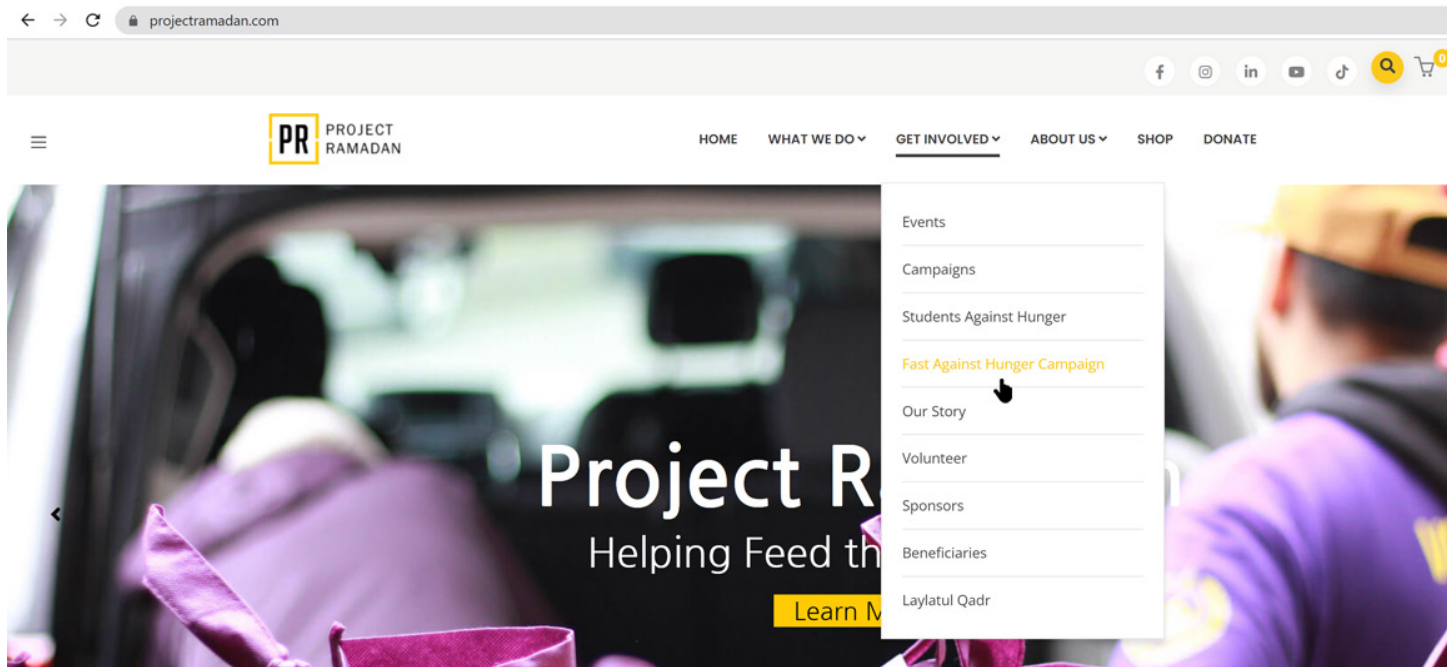 projectramadan.com
0
PR PROJECT
RAMADAN
HOME WHAT WE DO GET INVOLVED ABOUT US SHOP DONATE
Events
Campaigns
Students Against Hunger
Fast Against Hunger Campaign
Our Story
Volunteer
Sponsors
Beneficiaries
Laylatul Qadr
Project R
Helping Feed th
Learn M